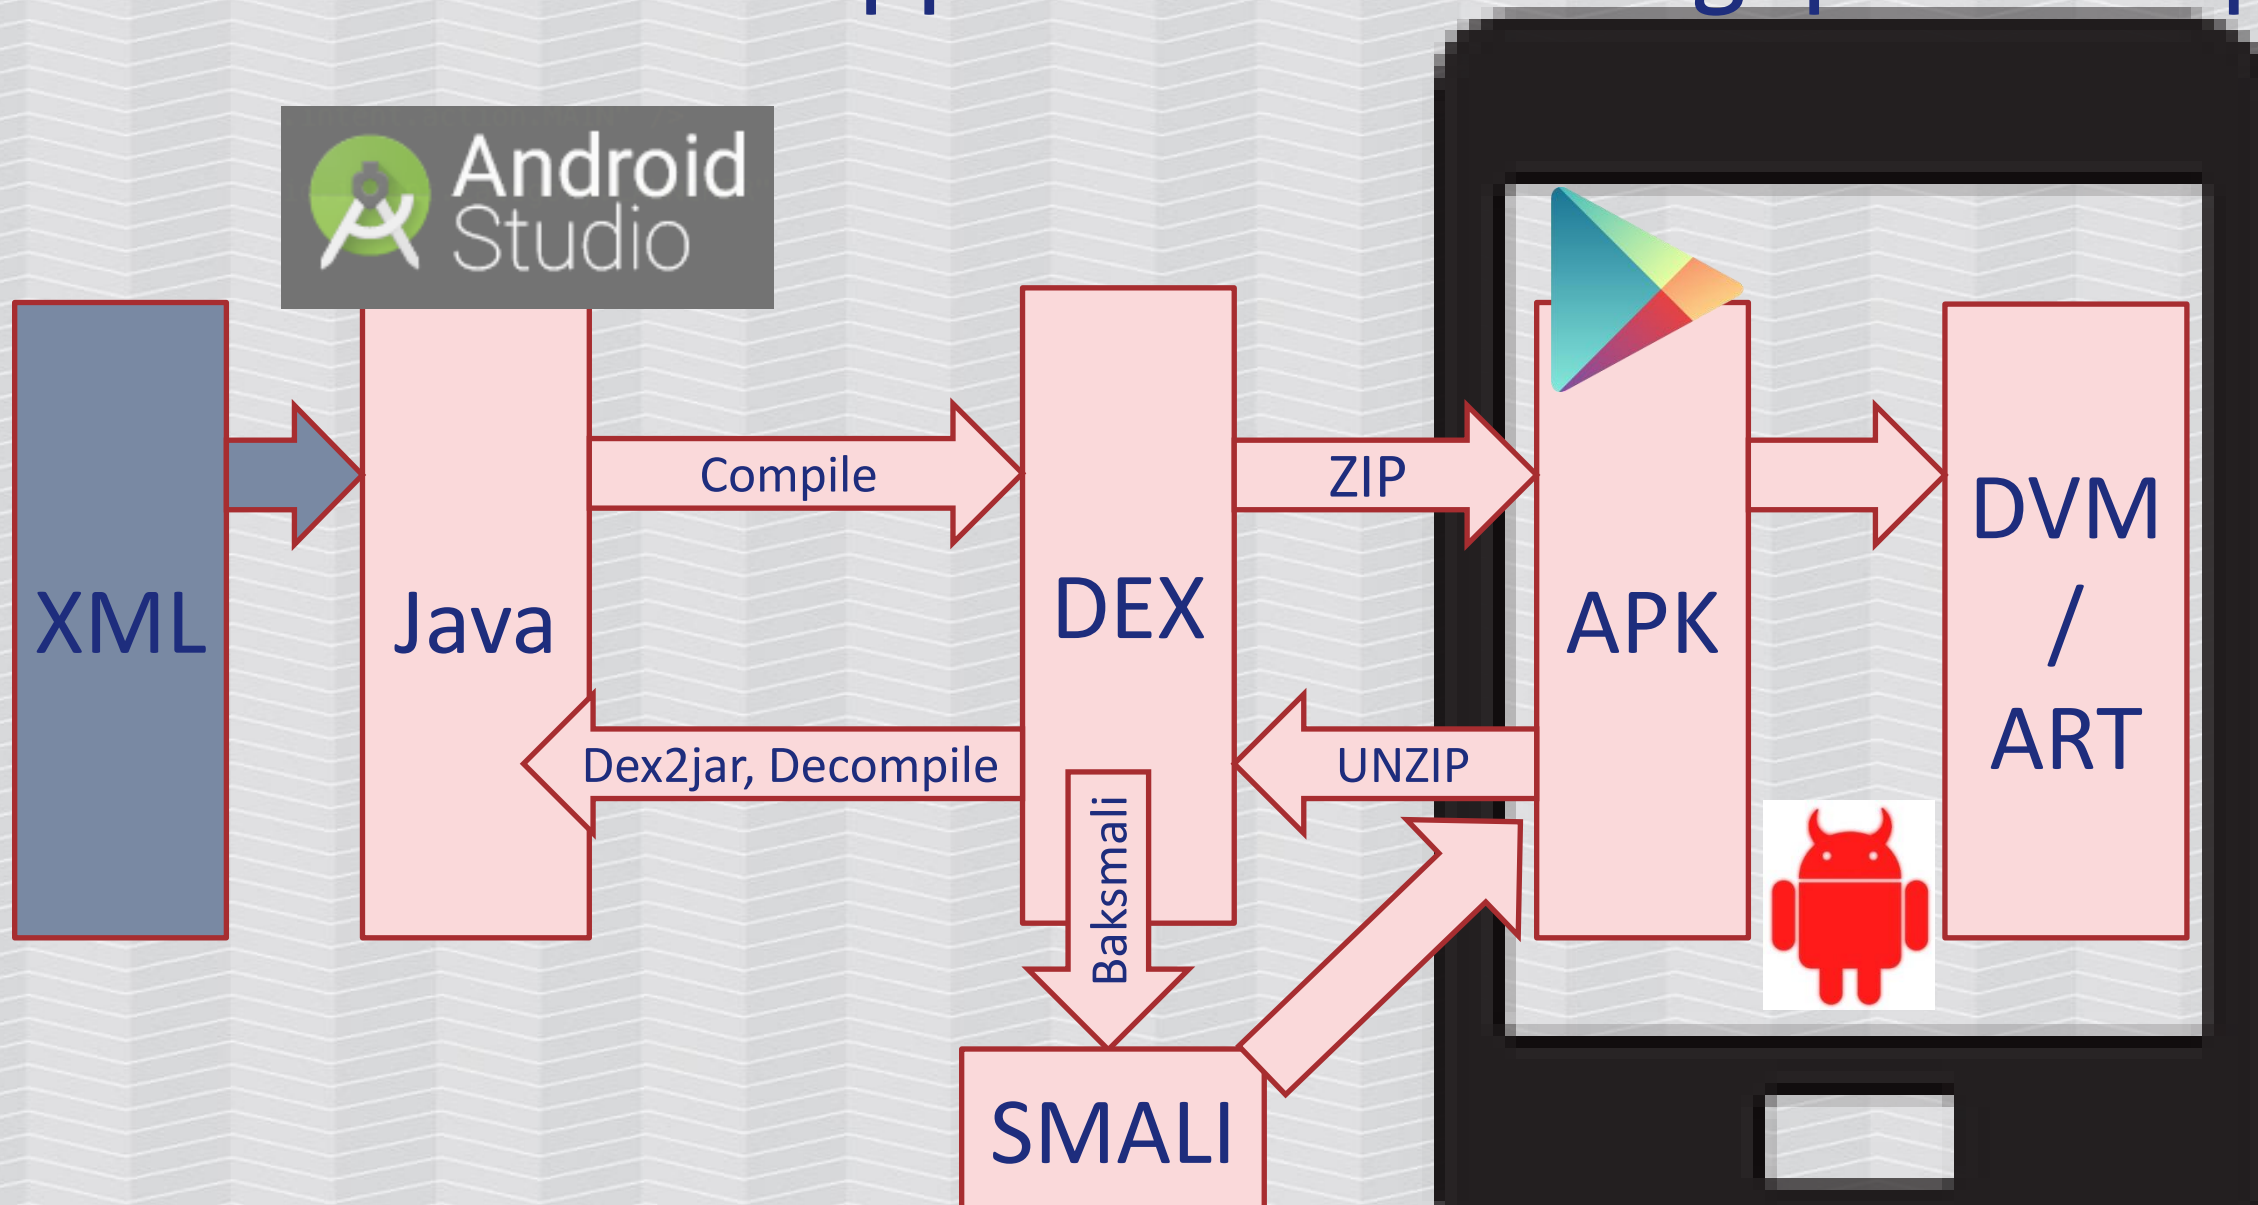 Android
Studio
XML
Java
Compile
DEX
ZIP
APK
DVM
/
ART
Dex2jar, Decompile
UNZIP
Baksmali
SMALI